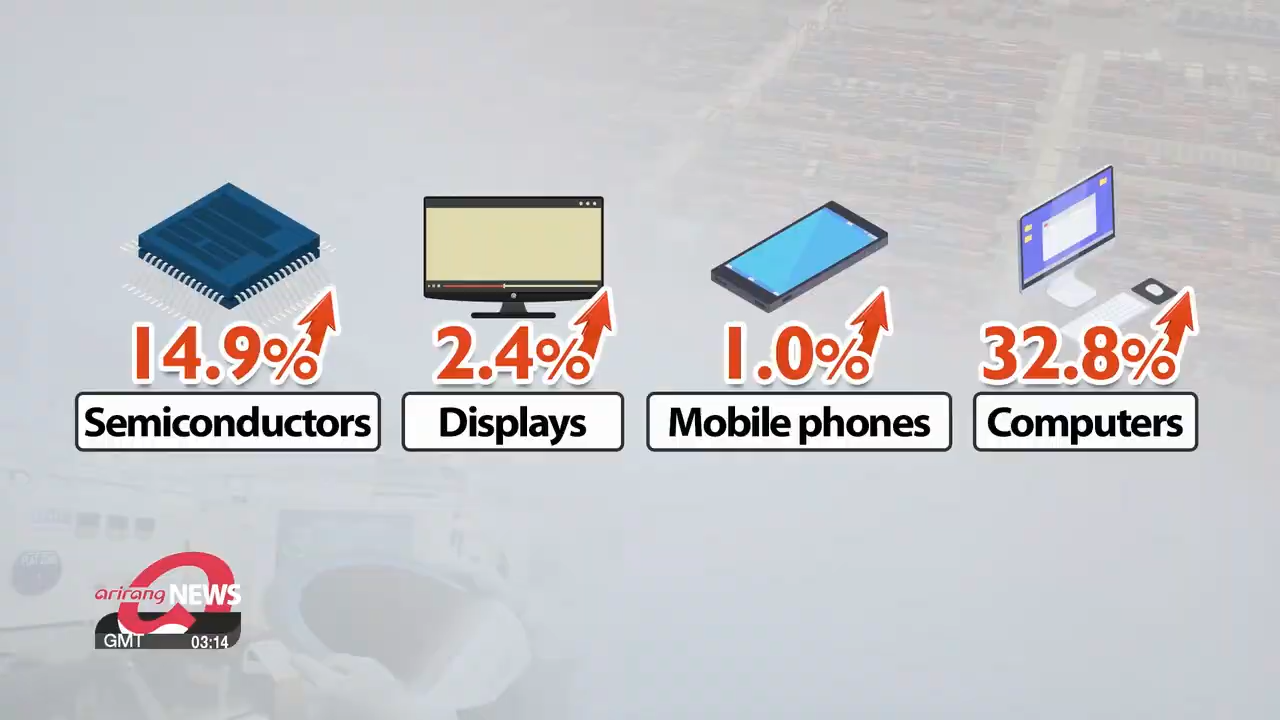 14.9%
2.4%
1.0%
32.8%
Semiconductors
Displays
Mobile phones
Computers
arirang NEWS
GMT 03:14